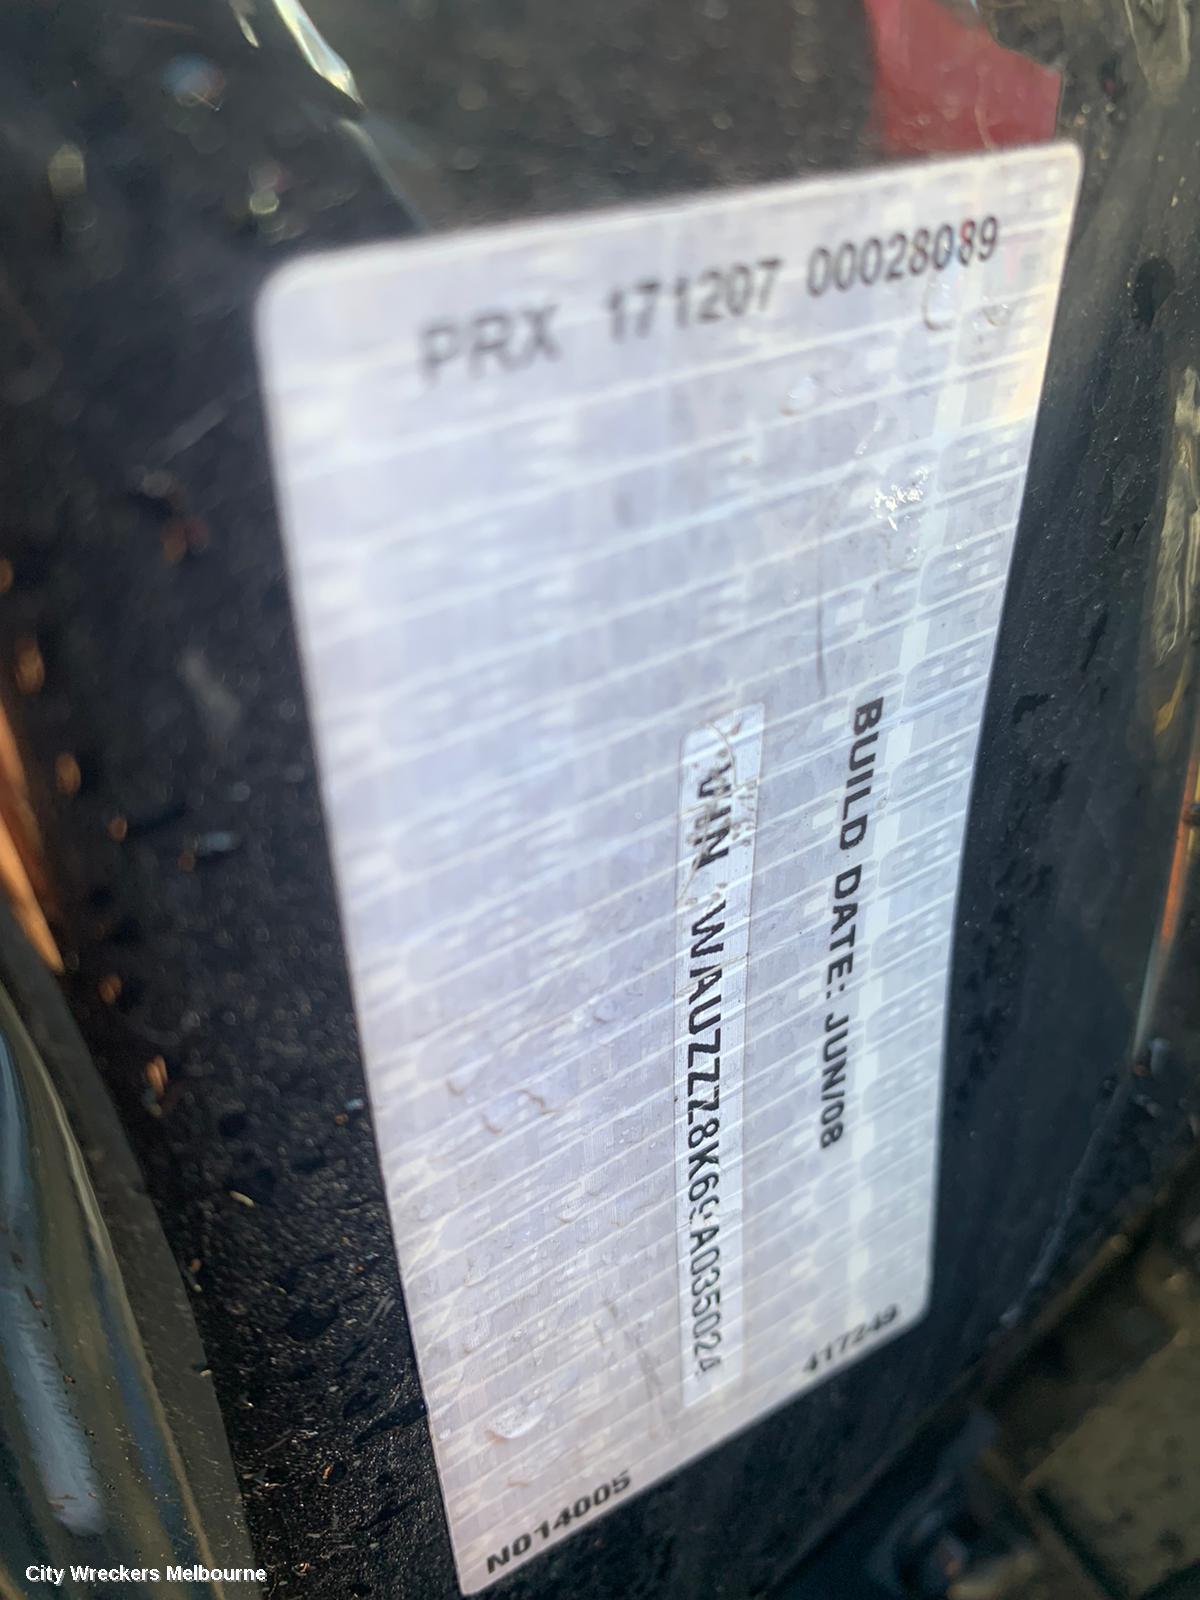 PRX 171207 00028089
BUILD DATE: JUN/08
VIN WAUZZZ8K69A035024
417249
N014005
City Wreckers Melbourne